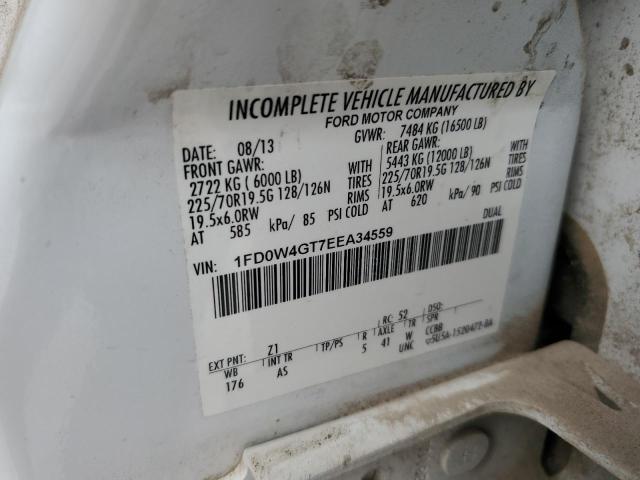 INCOMPLETE VEHICLE MANUFACTURED BY
FORD MOTOR COMPANY
DATE: 08/13 GVWR: 7484 KG (16500 LB)
FRONT GAWR: REAR GAWR:
2722 KG ( 6000 LB) WITH 5443 KG (12000 LB) WITH
225/70R19.5G 128/126N TIRES 225/70R19.5G 128/126N TIRES
19.5x6.0RW RIMS 19.5x6.0RW RIMS
AT 585 kPa/ 85 PSI COLD AT 620 kPa/ 90 PSI COLD
DUAL
VIN: 1FD0W4GT7EEA34559
EXT PNT: Z1 RC: 52 DSO:
WB INT TR TP/PS R AXLE TR SPR
176 AS 5 41 W CCBB
UNK